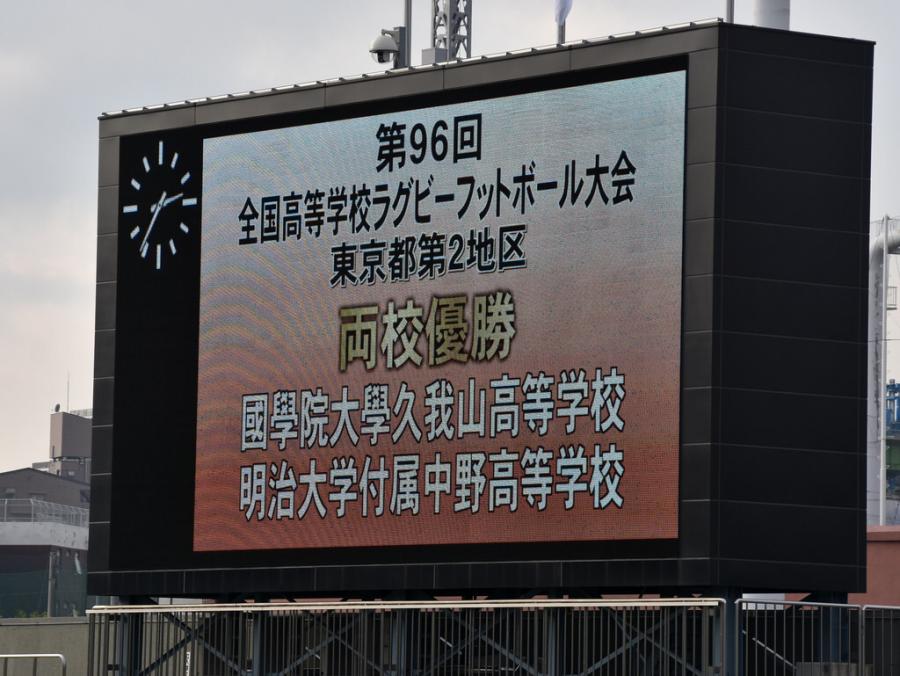 第96回
全国高等学校ラグビーフットボール大会
東京都第2地区
両校優勝
國學院大學久我山高等学校
明治大学付属中野高等学校